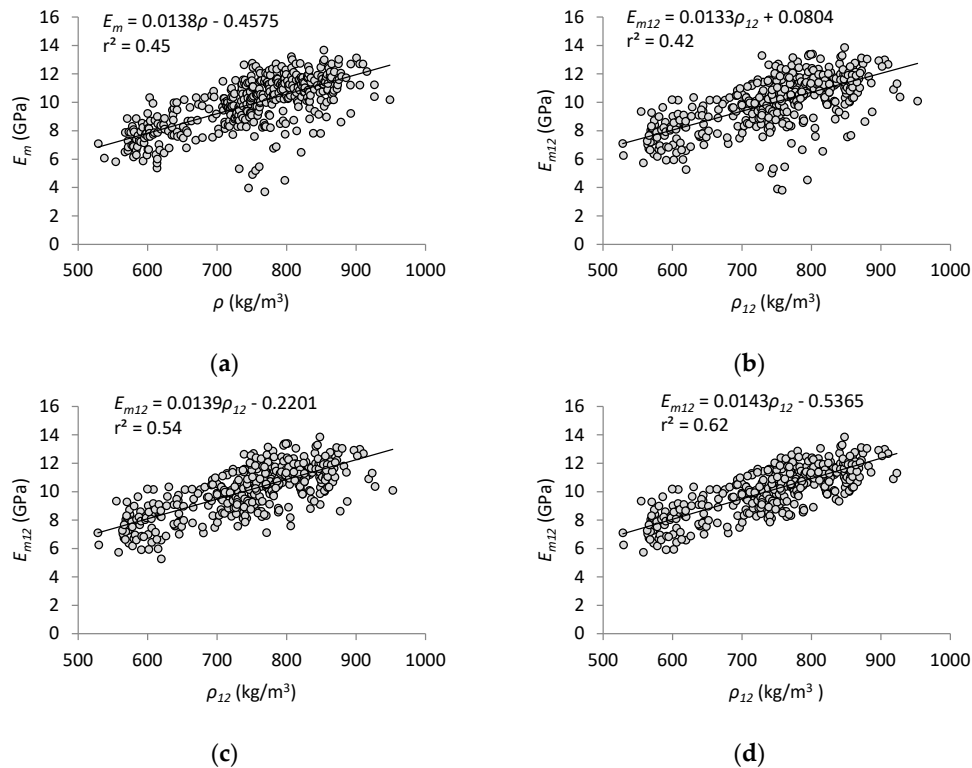 E_m = 0.0138ρ - 0.4575
r² = 0.45
16
14
12
10
8
6
4
2
0
E_m (GPa)
500 600 700 800 900 1000
ρ (kg/m³)
(a)
E_m12 = 0.0133ρ_12 + 0.0804
r² = 0.42
16
14
12
10
8
6
4
2
0
E_m12 (GPa)
500 600 700 800 900 1000
ρ_12 (kg/m³)
(b)
E_m12 = 0.0139ρ_12 - 0.2201
r² = 0.54
16
14
12
10
8
6
4
2
0
E_m12 (GPa)
500 600 700 800 900 1000
ρ_12 (kg/m³)
(c)
E_m12 = 0.0143ρ_12 - 0.5365
r² = 0.62
16
14
12
10
8
6
4
2
0
E_m12 (GPa)
500 600 700 800 900 1000
ρ_12 (kg/m³ )
(d)